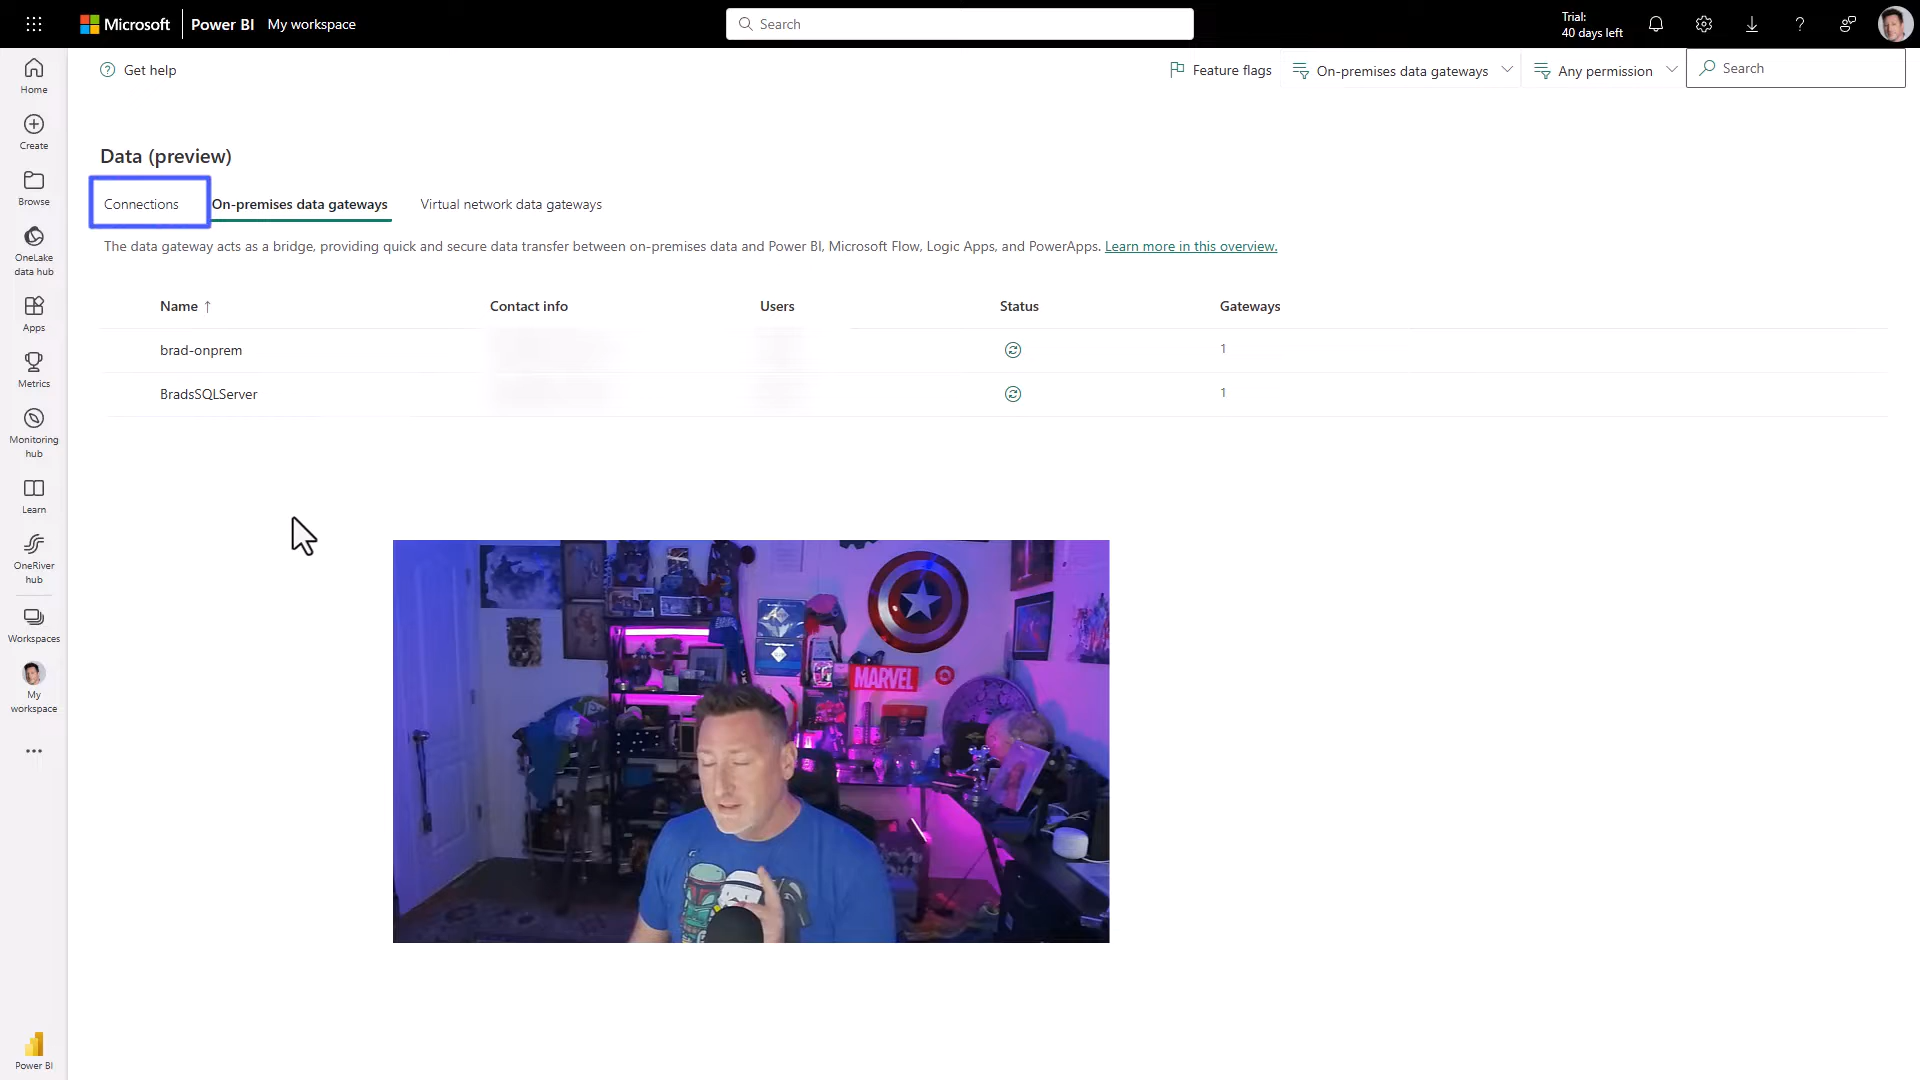 Microsoft Power BI My workspace
Search
Trial:
40 days left
Get help
Feature flags
On-premises data gateways
Any permission
Search
Home
Create
Browse
OneLake
data hub
Apps
Metrics
Monitoring
hub
Learn
OneRiver
hub
Workspaces
My
workspace
Power BI
Data (preview)
Connections
On-premises data gateways
Virtual network data gateways
The data gateway acts as a bridge, providing quick and secure data transfer between on-premises data and Power BI, Microsoft Flow, Logic Apps, and PowerApps. Learn more in this overview.
Name ↑ Contact info Users Status Gateways
brad-onprem 1
BradsSQLServer 1
MARVEL